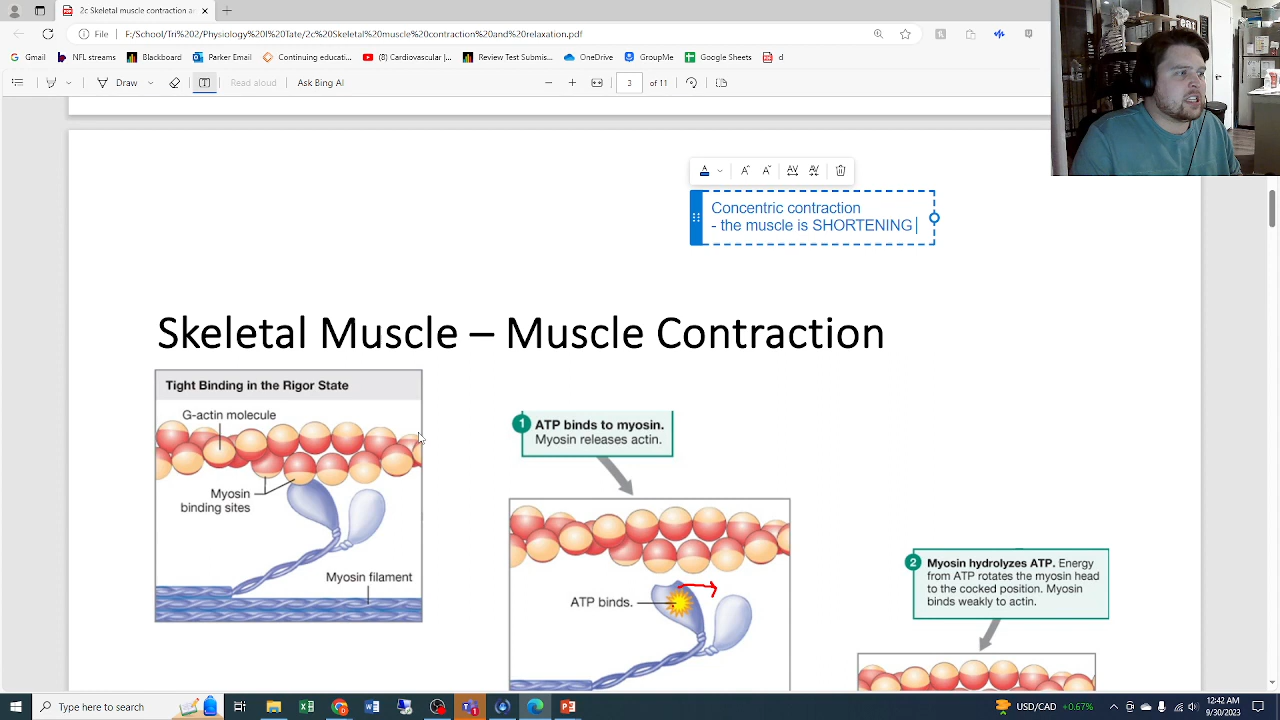 2c Skeletal muscle contraction ar
File
F:/School/Tri%202/Physiology%20II%20Tate/2c%20Skeletal%20muscle%20contraction%20and%20relaxation.pdf
Gmail
NFL streams
Blackboard
Parker Email
Continuing educati...
Review Test Submis...
OneDrive
GroupMe
Google Sheets
d
Draw
Read aloud
Ask Bing AI
3
of 11
Concentric contraction
- the muscle is SHORTENING
Skeletal Muscle – Muscle Contraction
Tight Binding in the Rigor State
G-actin molecule
Myosin
binding sites
Myosin filament
1
ATP binds to myosin.
Myosin releases actin.
ATP binds.
2
Myosin hydrolyzes ATP. Energy
from ATP rotates the myosin head
to the cocked position. Myosin
binds weakly to actin.
Type here to search
USD/CAD +0.67%
12:42 AM
9/30/2023